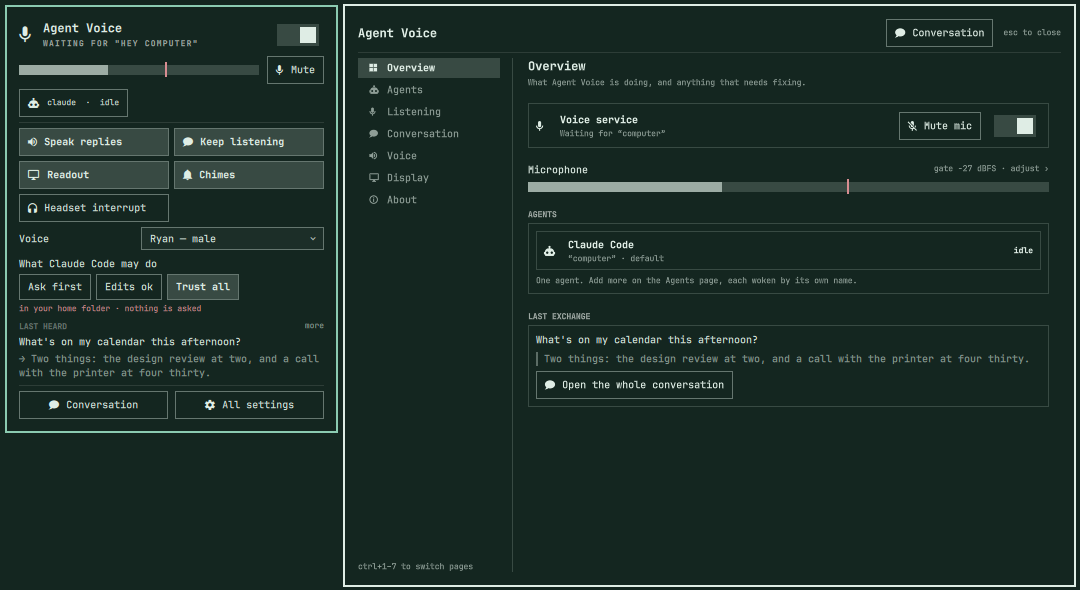 Agent Voice
WAITING FOR "HEY COMPUTER"
Mute
claude · idle
Speak replies
Keep listening
Readout
Chimes
Headset interrupt
Voice
Ryan — male
What Claude Code may do
Ask first
Edits ok
Trust all
in your home folder · nothing is asked
LAST HEARD
more
What's on my calendar this afternoon?
→ Two things: the design review at two, and a call
with the printer at four thirty.
Conversation
All settings
Agent Voice
Conversation
esc to close
Overview
Agents
Listening
Conversation
Voice
Display
About
ctrl+1–7 to switch pages
Overview
What Agent Voice is doing, and anything that needs fixing.
Voice service
Waiting for “computer”
Mute mic
Microphone
gate -27 dBFS · adjust ›
AGENTS
Claude Code
“computer” · default
idle
One agent. Add more on the Agents page, each woken by its own name.
LAST EXCHANGE
What's on my calendar this afternoon?
Two things: the design review at two, and a call with the printer at four thirty.
Open the whole conversation